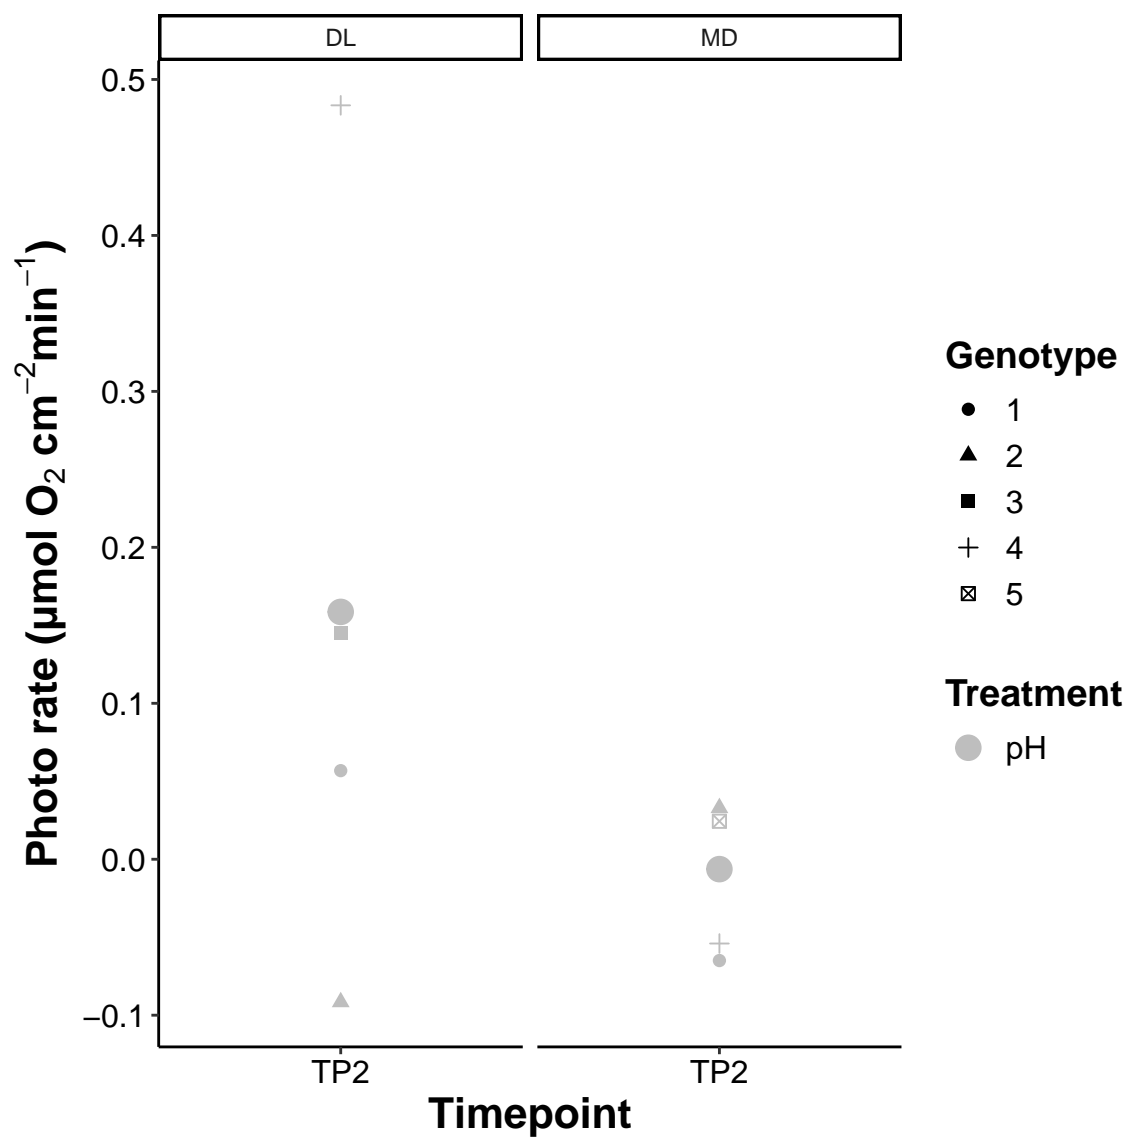 DL
MD
0.5
0.4
0.3
0.2
0.1
0.0
−0.1
Photo rate (µmol O₂ cm⁻²min⁻¹)
TP2
TP2
Timepoint
Genotype
1
2
3
4
5
Treatment
pH